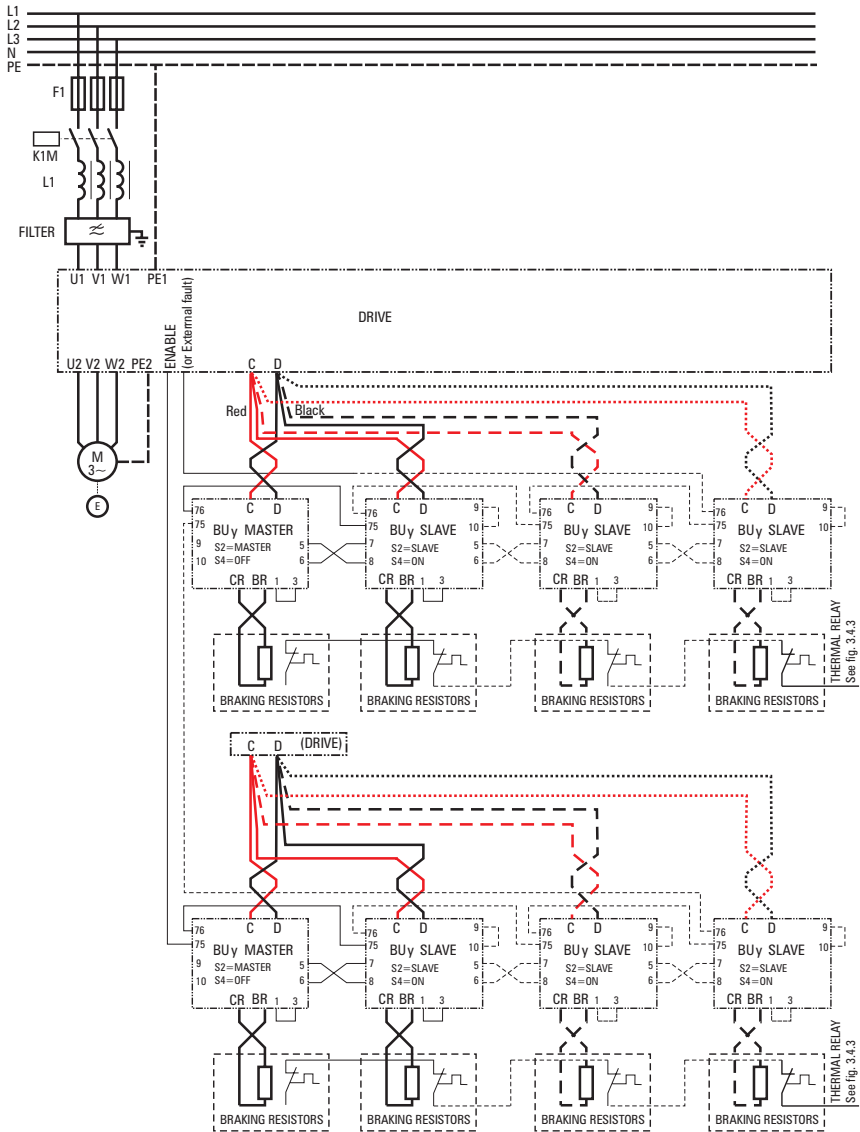 L1
L2
L3
N
PE
F1
K1M
L1
FILTER
≈
U1 V1 W1 PE1
DRIVE
ENABLE
(or External fault)
U2 V2 W2 PE2
C D
Red
Black
M
3~
E
C D
76
75
BUy MASTER
9 S2=MASTER 5
10 S4=OFF 6
CR BR 1 3
C D
76
75
9
10
BUy SLAVE
7 S2=SLAVE 5
8 S4=ON 6
CR BR 1 3
C D
76
75
9
10
BUy SLAVE
7 S2=SLAVE 5
8 S4=ON 6
CR BR 1 3
C D
76
75
9
10
BUy SLAVE
7 S2=SLAVE
8 S4=ON
CR BR 1 3
BRAKING RESISTORS
BRAKING RESISTORS
BRAKING RESISTORS
BRAKING RESISTORS
THERMAL RELAY
See fig. 3.4.3
C D (DRIVE)
C D
76
75
BUy MASTER
9 S2=MASTER 5
10 S4=OFF 6
CR BR 1 3
C D
76
75
9
10
BUy SLAVE
7 S2=SLAVE 5
8 S4=ON 6
CR BR 1 3
C D
76
75
9
10
BUy SLAVE
7 S2=SLAVE 5
8 S4=ON 6
CR BR 1 3
C D
76
75
9
10
BUy SLAVE
7 S2=SLAVE
8 S4=ON
CR BR 1 3
BRAKING RESISTORS
BRAKING RESISTORS
BRAKING RESISTORS
BRAKING RESISTORS
THERMAL RELAY
See fig. 3.4.3